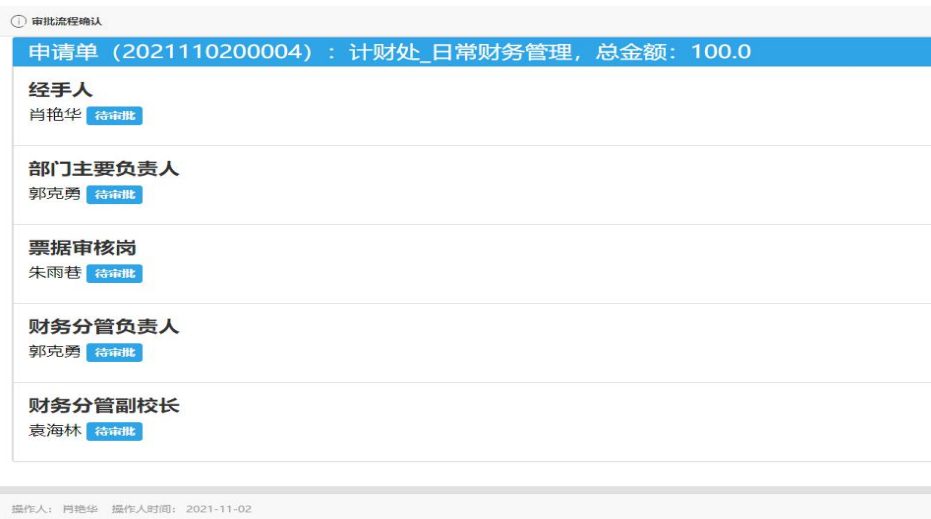 审批流程确认
申请单（2021110200004）：计财处_日常财务管理，总金额：100.0
经手人
肖艳华 待审批
部门主要负责人
郭克勇 待审批
票据审核岗
朱雨巷 待审批
财务分管负责人
郭克勇 待审批
财务分管副校长
袁海林 待审批
操作人：肖艳华 操作人时间：2021-11-02